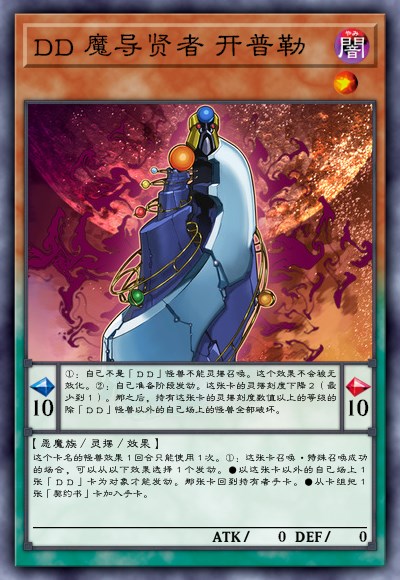 DD 魔导贤者 开普勒
やみ
闇
①：自己不是「ＤＤ」怪兽不能灵摆召唤。这个效果不会被无
效化。②：自己准备阶段发动。这张卡的灵摆刻度下降２（最
少到１）。那之后，持有这张卡的灵摆刻度数值以上的等级的
除「ＤＤ」怪兽以外的自己场上的怪兽全部破坏。
10
10
【恶魔族／灵摆／效果】
这个卡名的怪兽效果１回合只能使用１次。①：这张卡召唤・特殊召唤成功
的场合，可以从以下效果选择１个发动。●以这张卡以外的自己场上１
张「ＤＤ」卡为对象才能发动。那张卡回到持有者手卡。●从卡组把１
张「契约书」卡加入手卡。
ATK/ 0 DEF/ 0